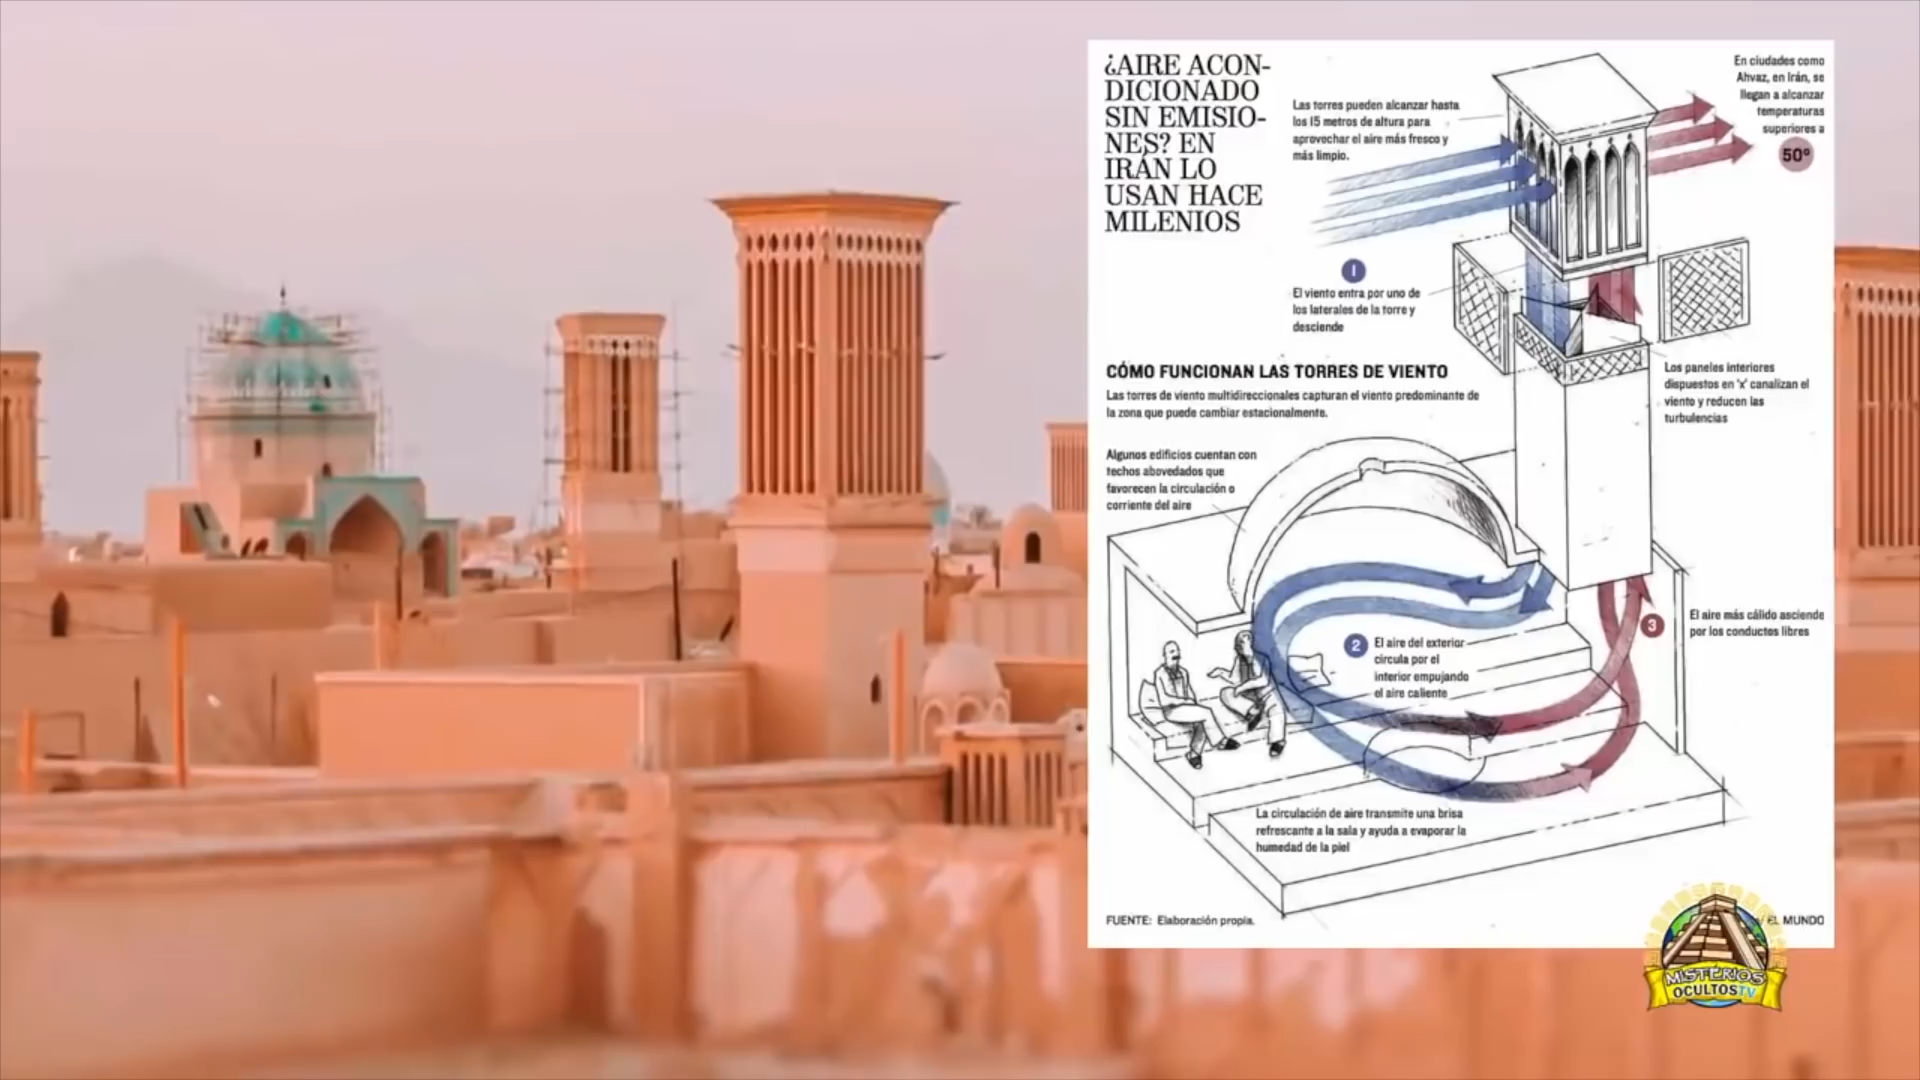 ¿AIRE ACON-
DICIONADO
SIN EMISIO-
NES? EN
IRÁN LO
USAN HACE
MILENIOS
Las torres pueden alcanzar hasta
los 15 metros de altura para
aprovechar el aire más fresco y
más limpio.
En ciudades como
Ahvaz, en Irán, se
llegan a alcanzar
temperaturas
superiores a
50º
1
El viento entra por uno de
los laterales de la torre y
desciende
Los paneles interiores
dispuestos en 'x' canalizan el
viento y reducen las
turbulencias
CÓMO FUNCIONAN LAS TORRES DE VIENTO
Las torres de viento multidireccionales capturan el viento predominante de
la zona que puede cambiar estacionalmente.
Algunos edificios cuentan con
techos abovedados que
favorecen la circulación o
corriente del aire
2
El aire del exterior
circula por el
interior empujando
el aire caliente
3
El aire más cálido asciende
por los conductos libres
La circulación de aire transmite una brisa
refrescante a la sala y ayuda a evaporar la
humedad de la piel
FUENTE: Elaboración propia.
/ EL MUNDO
MISTERIOS
OCULTOSTV